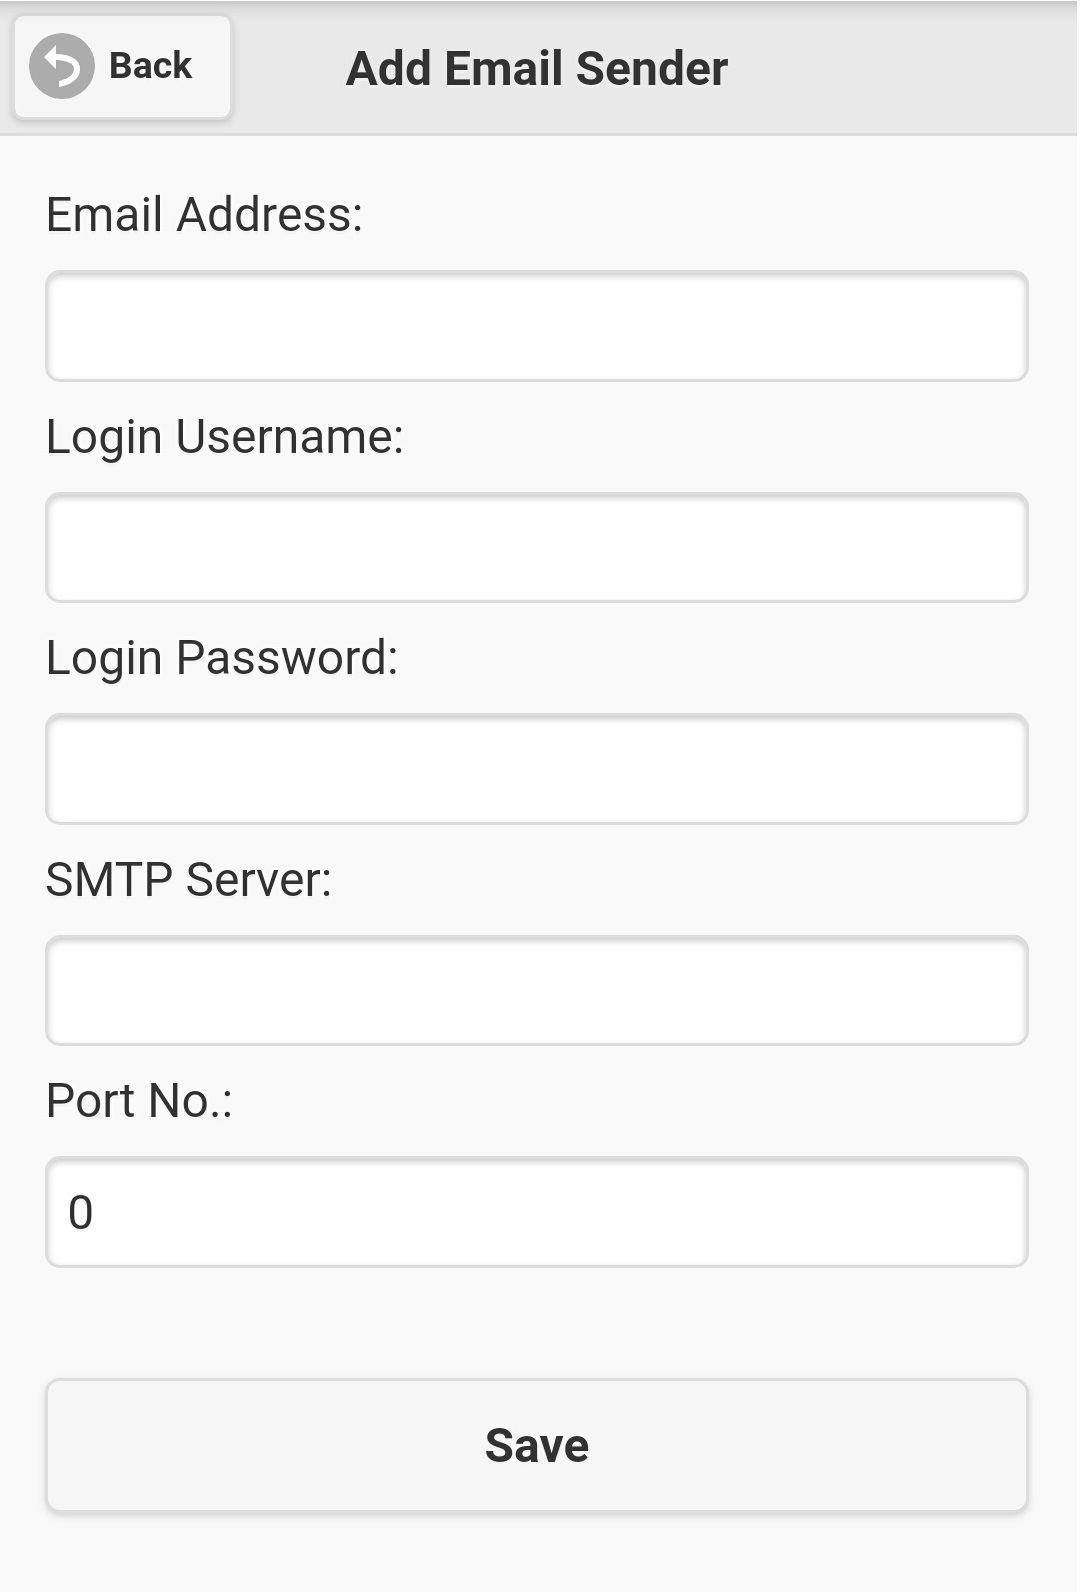 Back
Add Email Sender
Email Address:
Login Username:
Login Password:
SMTP Server:
Port No.:
0
Save